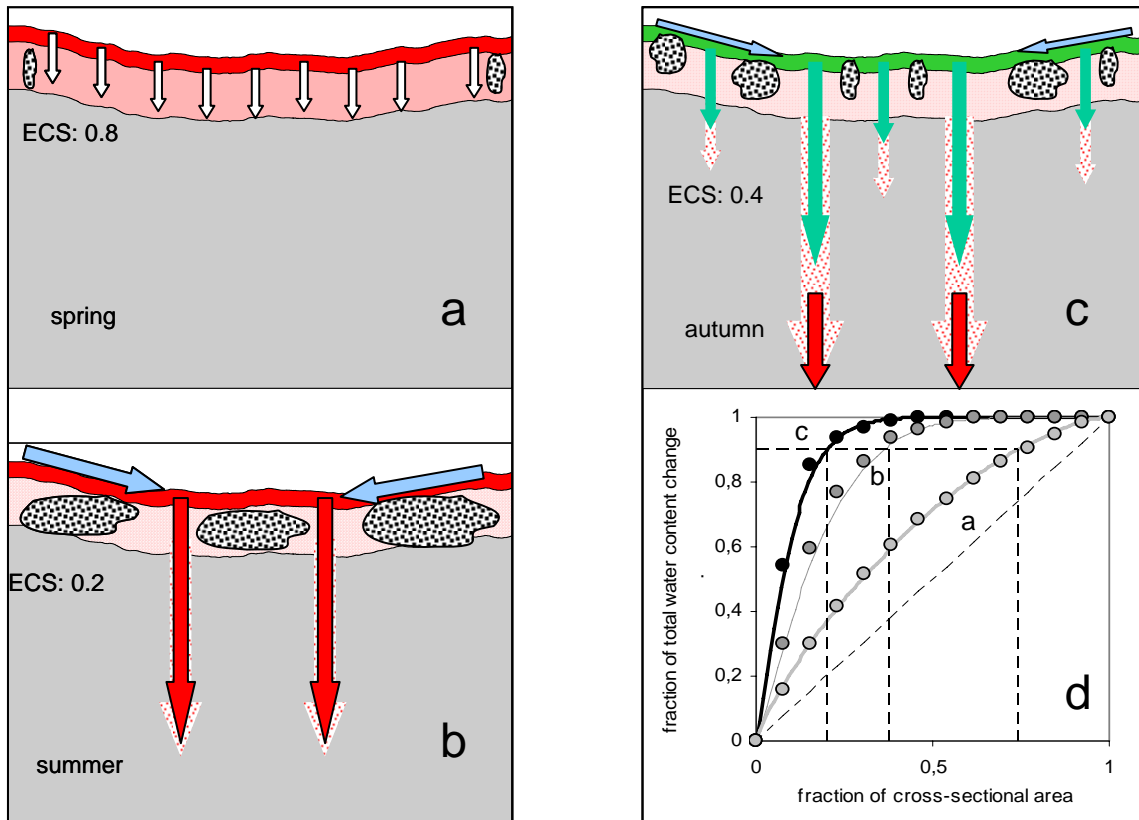 ECS: 0.8
spring
a
ECS: 0.2
summer
b
ECS: 0.4
autumn
c
fraction of total water content change
1
0,8
0,6
0,4
0,2
0
c
b
a
d
0
0,5
1
fraction of cross-sectional area